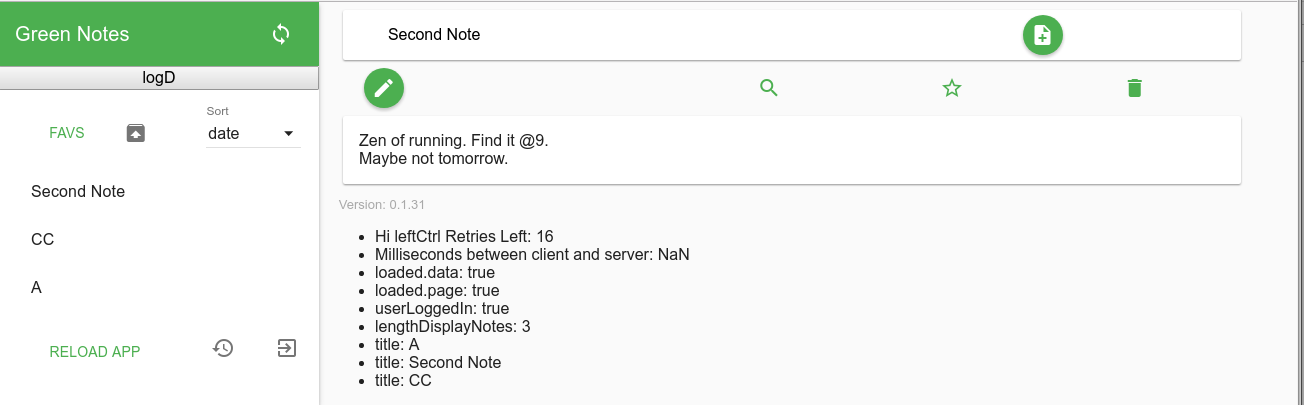 Green Notes
logD
FAVS
Sort
date
Second Note
CC
A
RELOAD APP
Second Note
Zen of running. Find it @9.
Maybe not tomorrow.
Version: 0.1.31
Hi leftCtrl Retries Left: 16
Milliseconds between client and server: NaN
loaded.data: true
loaded.page: true
userLoggedIn: true
lengthDisplayNotes: 3
title: A
title: Second Note
title: CC